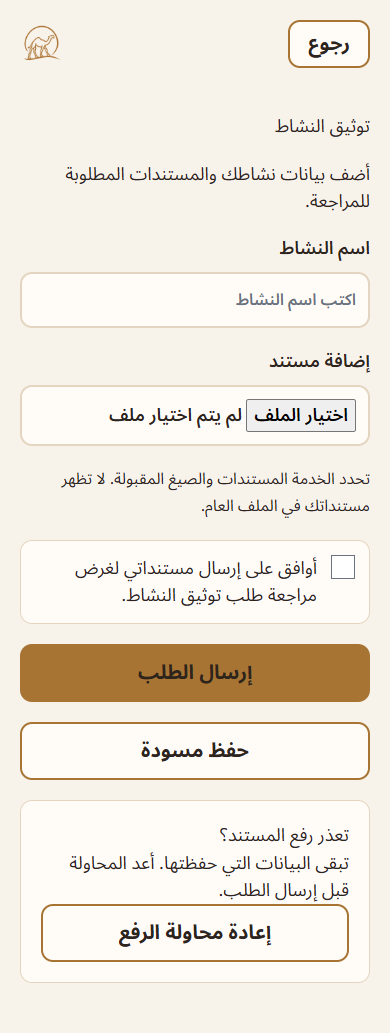 رجوع
توثيق النشاط
أضف بيانات نشاطك والمستندات المطلوبة
للمراجعة.
اسم النشاط
اكتب اسم النشاط
إضافة مستند
اختيار الملف لم يتم اختيار ملف
تحدد الخدمة المستندات والصيغ المقبولة. لا تظهر
مستنداتك في الملف العام.
أوافق على إرسال مستنداتي لغرض
مراجعة طلب توثيق النشاط.
إرسال الطلب
حفظ مسودة
تعذر رفع المستند؟
تبقى البيانات التي حفظتها. أعد المحاولة
قبل إرسال الطلب.
إعادة محاولة الرفع